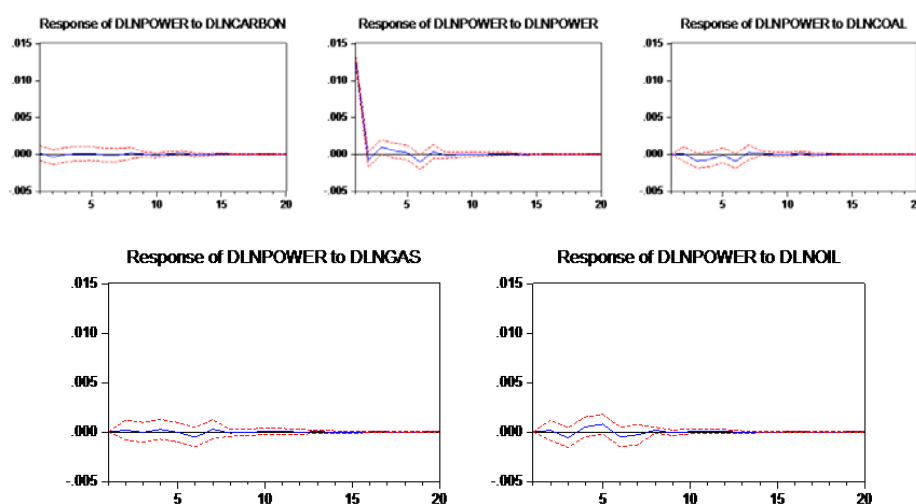 Response of DLNPOWER to DLNCARBON
.015
.010
.005
.000
-.005
5 10 15 20
Response of DLNPOWER to DLNPOWER
.015
.010
.005
.000
-.005
5 10 15 20
Response of DLNPOWER to DLNCOAL
.015
.010
.005
.000
-.005
5 10 15 20
Response of DLNPOWER to DLNGAS
.015
.010
.005
.000
-.005
5 10 15 20
Response of DLNPOWER to DLNOIL
.015
.010
.005
.000
-.005
5 10 15 20